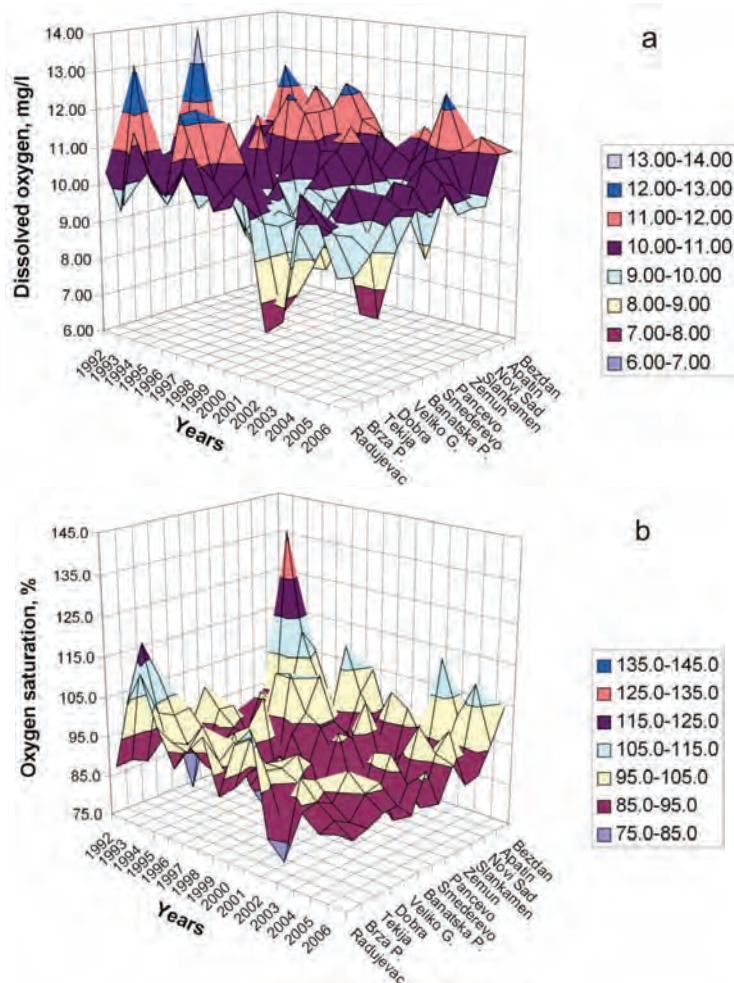 a
Dissolved oxygen, mg/l
14.00
13.00
12.00
11.00
10.00
9.00
8.00
7.00
6.00
1992
1993
1994
1995
1996
1997
1998
1999
2000
2001
2002
2003
2004
2005
2006
Years
Bezdan
Apatin
Novi Sad
Slankamen
Zemun
Pancevo
Smederevo
Banatska P.
Veliko G.
Dobra
Tekija
Brza P.
Radujevac
13.00-14.00
12.00-13.00
11.00-12.00
10.00-11.00
9.00-10.00
8.00-9.00
7.00-8.00
6.00-7.00
b
Oxygen saturation, %
145.0
135.0
125.0
115.0
105.0
95.0
85.0
75.0
1992
1993
1994
1995
1996
1997
1998
1999
2000
2001
2002
2003
2004
2005
2006
Years
Bezdan
Apatin
Novi Sad
Slankamen
Zemun
Pancevo
Smederevo
Banatska P.
Veliko G.
Dobra
Tekija
Brza P.
Radujevac
135.0-145.0
125.0-135.0
115.0-125.0
105.0-115.0
95.0-105.0
85.0-95.0
75.0-85.0